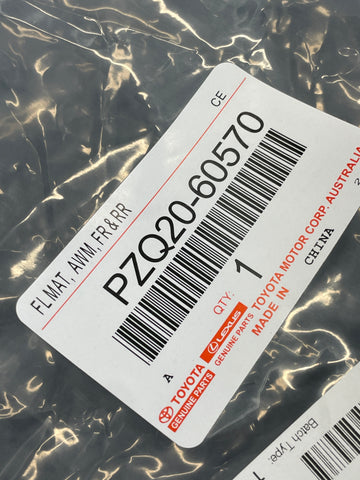 CE
FL MAT, AWM, FR&RR
PZQ20-60570
A
QTY: 1
TOYOTA
GENUINE PARTS
LEXUS
GENUINE PARTS
TOYOTA MOTOR CORP. AUSTRALIA
MADE IN CHINA
Batch Type: